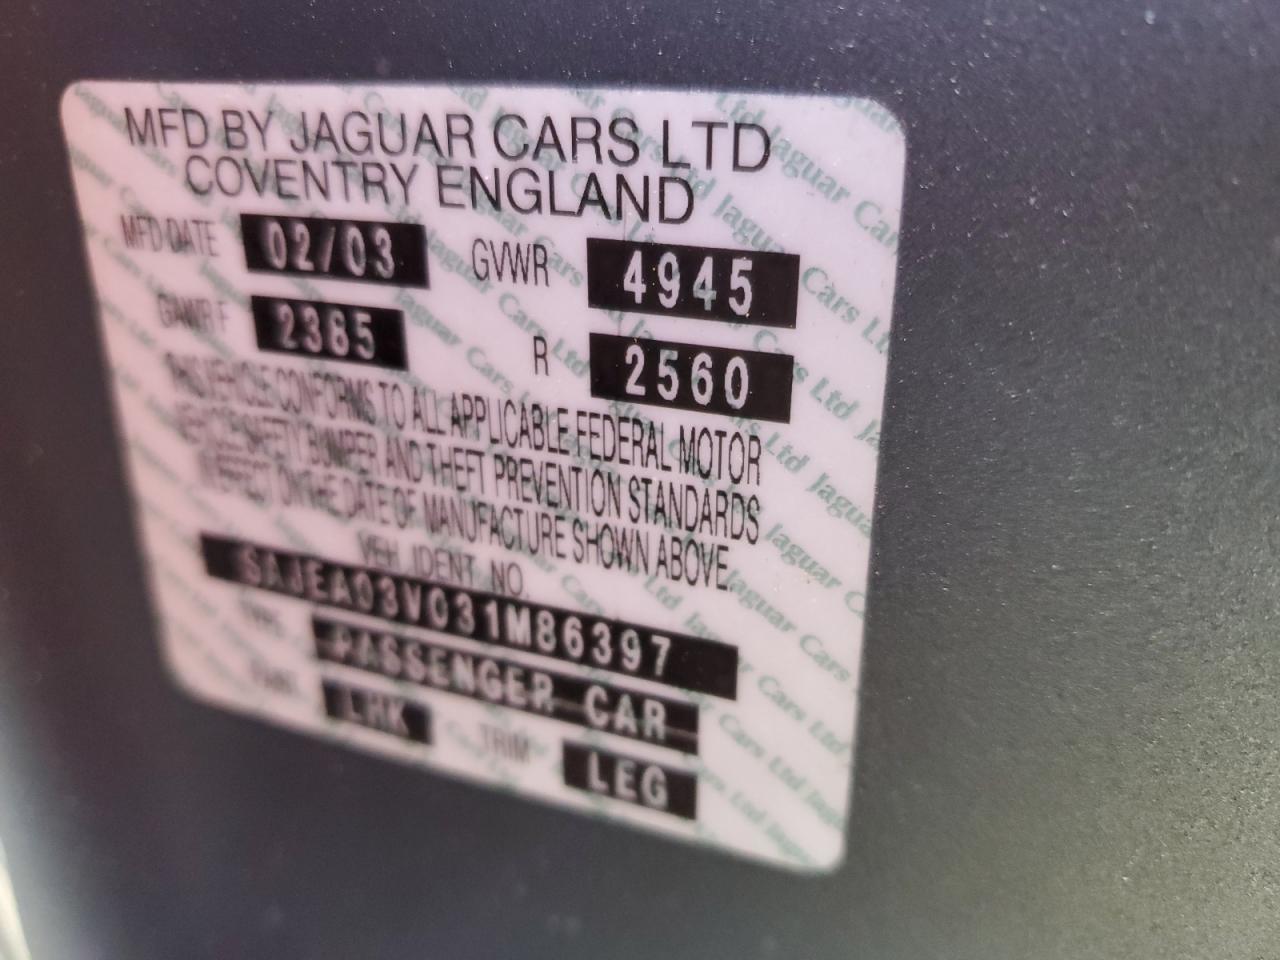 MFD BY JAGUAR CARS LTD
COVENTRY ENGLAND
MFD DATE 02/03 GVWR 4945
GAWR F 2365 R 2560
THIS VEHICLE CONFORMS TO ALL APPLICABLE FEDERAL MOTOR
VEHICLE SAFETY BUMPER AND THEFT PREVENTION STANDARDS
IN EFFECT ON THE DATE OF MANUFACTURE SHOWN ABOVE.
VEH. IDENT. NO.
SAJEA03V031M86397
PASSENGER CAR
PAINT LHK TRIM LEG